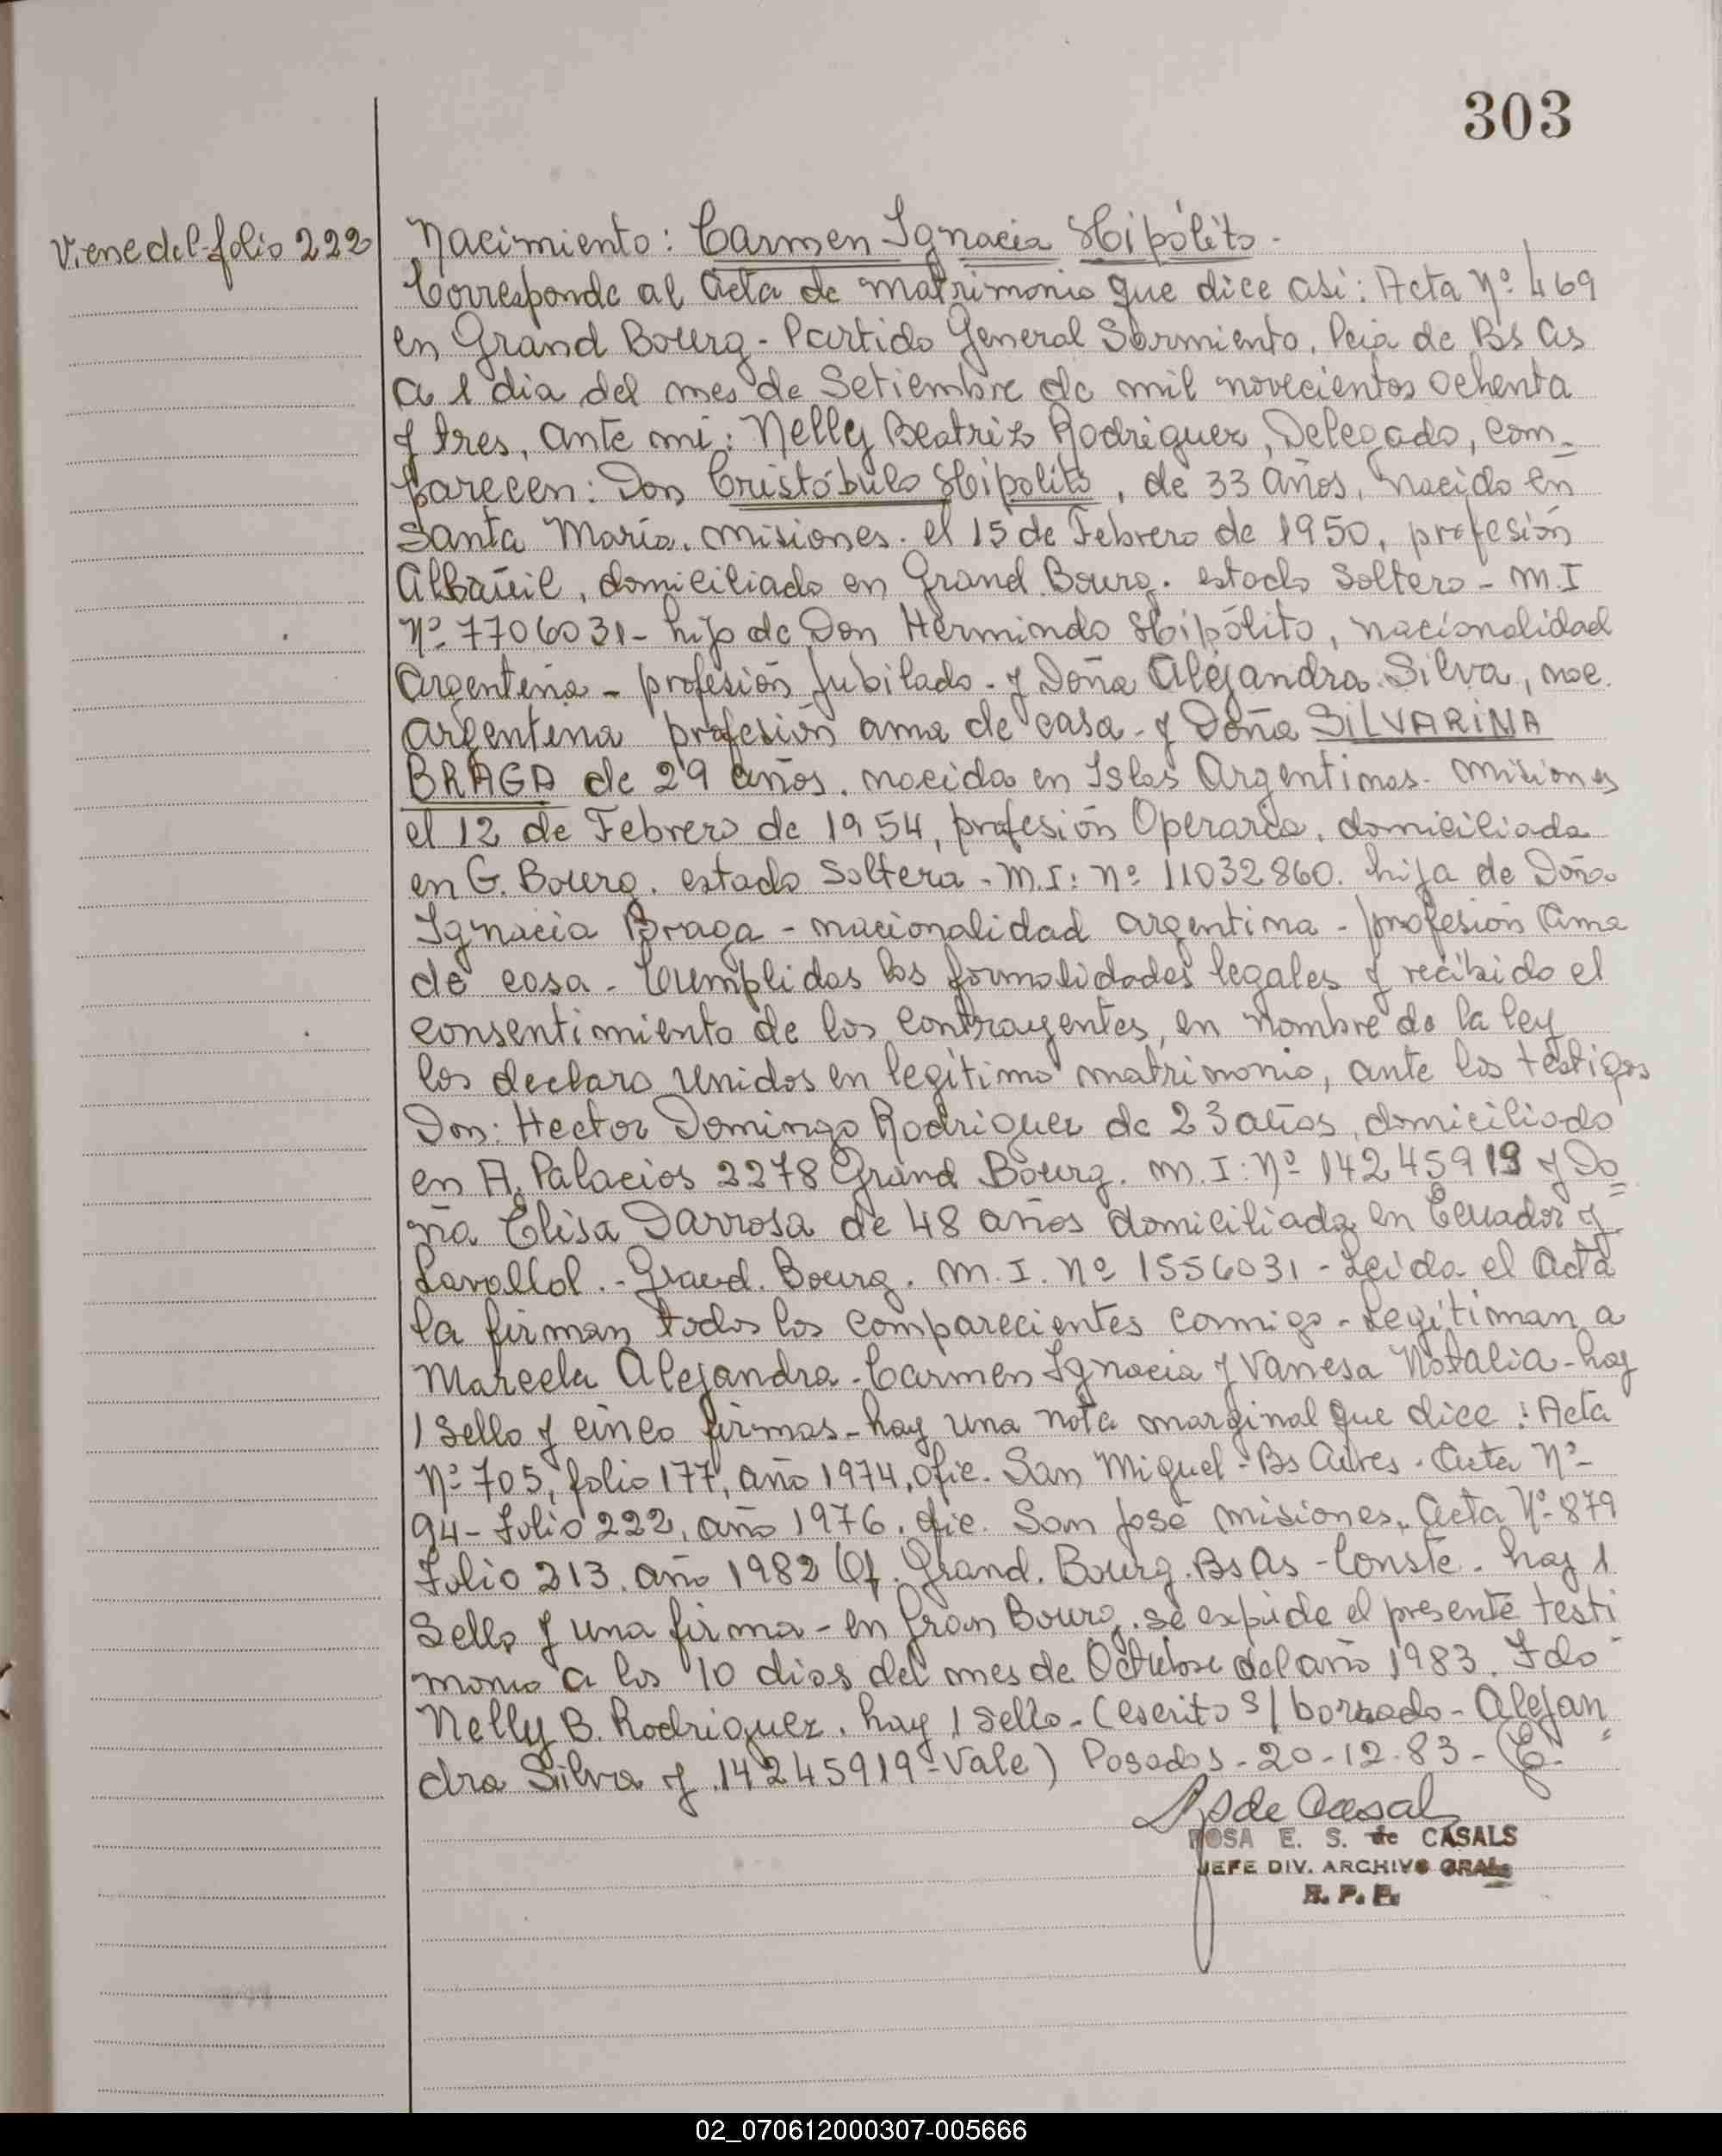 303
Viene del folio 222
Nacimiento: Carmen Ignacia Hipólito.
Corresponde al acta de matrimonio que dice asi: Acta Nº 469
en Grand Bourg - Partido General Sarmiento, Pcia de Bs As
a 1 dia del mes de Setiembre de mil novecientos ochenta
y tres, ante mi: Nelly Beatriz Rodriguez, Delegado, com=
parecen: Don Cristóbulo Hipolito, de 33 años, nacido en
Santa María. misiones. el 15 de Febrero de 1950, profesión
Albañil, domiciliado en Grand Bourg. estado Soltero - M.I
Nº 7706031 - hijo de Don Hermindo Hipólito, nacionalidad
argentina - profesión Jubilado - y Doña Alejandra Silva, nac.
argentina profesión ama de casa - y Doña SILVARINA
BRAGA de 29 años, nacida en Islas Argentinas - misiones
el 12 de Febrero de 1954, profesión Operaria, domiciliada
en G. Bourg. estado Soltera - M.I: nº 11032860. hija de Doña
Ignacia Braga - nacionalidad argentina - profesión ama
de casa - Cumplidas las formalidades legales y recibido el
consentimiento de los contrayentes, en nombre de la ley
los declaro unidos en legítimo matrimonio, ante los testigos
Don: Hector Domingo Rodriguez de 23 años, domiciliado
en A. Palacios 2278 Grand Bourg. M.I: Nº 14245919 y Do=
ña Elisa Darrosa de 48 años domiciliada en Ecuador y
Lavallol. - Grand. Bourg. M.I. nº 1556031 - Leida el Acta
la firman todos los comparecientes conmigo - Legítiman a
Marcela Alejandra - Carmen Ignacia y Vanesa Natalia - hay
1 sello y cinco firmas - hay una nota marginal que dice: Acta
Nº 705, folio 177, año 1974, ofic. San Miguel - Bs Aires. Acta Nº
94 - folio 222, año 1976, ofic. San José misiones, Acta Nº 879
Folio 213. año 1982 Of. Grand. Bourg. Bs As - Conste. hay 1
Sello y una firma - en Gran Bourg. se expide el presente testi
monio a los 10 dias del mes de Octubre del año 1983. Fdo
Nelly B. Rodriguez. hay 1 sello - (escrito s/ borrado - Alejan=
dra Silva y 14245919 - Vale) Posadas - 20-12-83 -
de Casals
ROSA E. S. de CASALS
JEFE DIV. ARCHIVO GRAL
R. P. P.
02_070612000307-005666